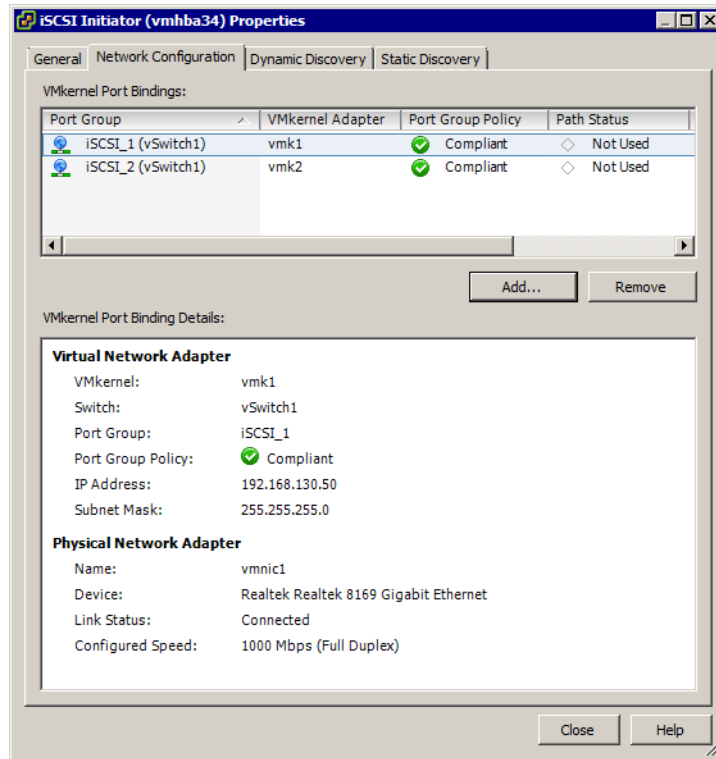 iSCSI Initiator (vmhba34) Properties
General Network Configuration Dynamic Discovery Static Discovery
VMkernel Port Bindings:
Port Group VMkernel Adapter Port Group Policy Path Status
iSCSI_1 (vSwitch1) vmk1 Compliant Not Used
iSCSI_2 (vSwitch1) vmk2 Compliant Not Used
Add... Remove
VMkernel Port Binding Details:
Virtual Network Adapter
VMkernel: vmk1
Switch: vSwitch1
Port Group: iSCSI_1
Port Group Policy: Compliant
IP Address: 192.168.130.50
Subnet Mask: 255.255.255.0
Physical Network Adapter
Name: vmnic1
Device: Realtek Realtek 8169 Gigabit Ethernet
Link Status: Connected
Configured Speed: 1000 Mbps (Full Duplex)
Close Help